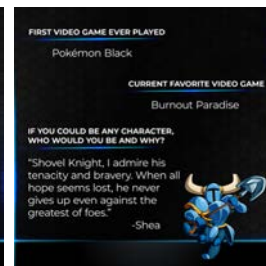 FIRST VIDEO GAME EVER PLAYED
Pokémon Black
CURRENT FAVORITE VIDEO GAME
Burnout Paradise
IF YOU COULD BE ANY CHARACTER,
WHO WOULD YOU BE AND WHY?
"Shovel Knight, I admire his
tenacity and bravery. When all
hope seems lost, he never
gives up even against the
greatest of foes."
-Shea